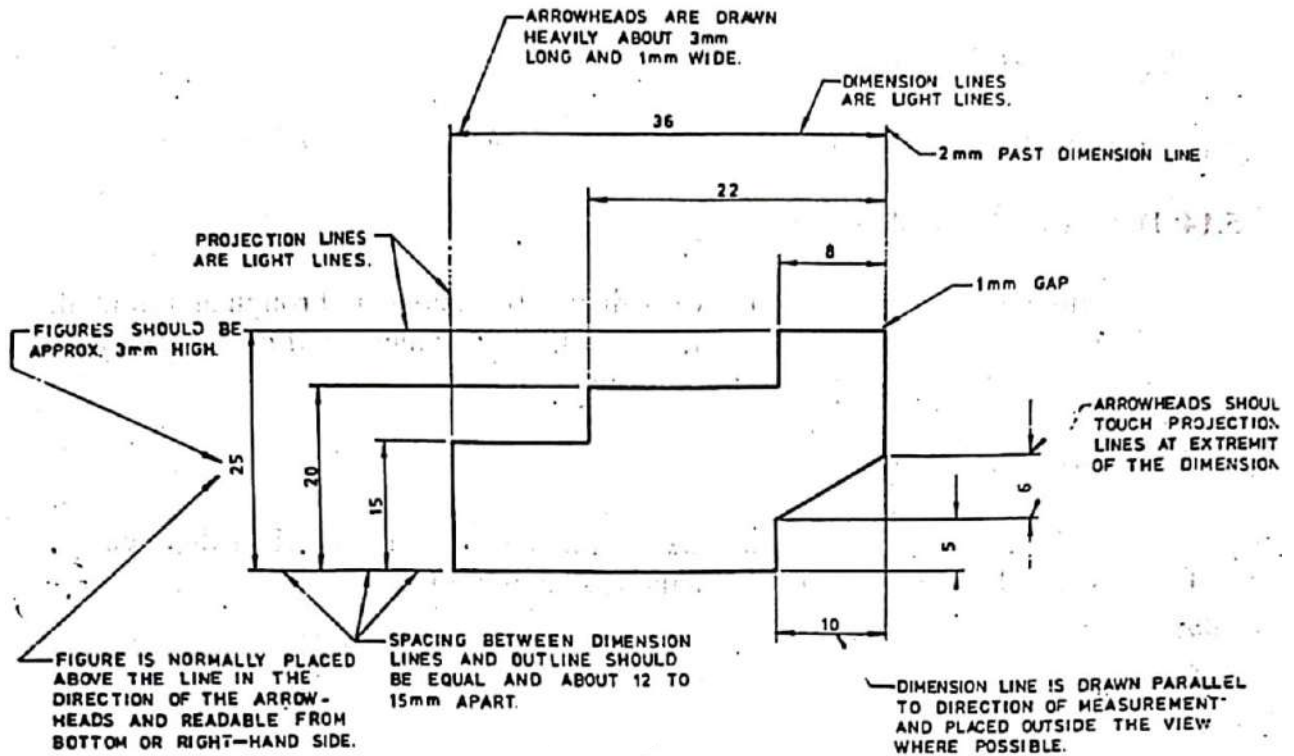 ARROWHEADS ARE DRAWN
HEAVILY ABOUT 3mm
LONG AND 1mm WIDE.
DIMENSION LINES
ARE LIGHT LINES.
36
2mm PAST DIMENSION LINE
22
PROJECTION LINES
ARE LIGHT LINES.
8
1mm GAP
FIGURES SHOULD BE
APPROX. 3mm HIGH.
ARROWHEADS SHOUL
TOUCH PROJECTION
LINES AT EXTREMIT
OF THE DIMENSION
25
20
15
6
5
10
SPACING BETWEEN DIMENSION
LINES AND OUTLINE SHOULD
BE EQUAL AND ABOUT 12 TO
15mm APART.
FIGURE IS NORMALLY PLACED
ABOVE THE LINE IN THE
DIRECTION OF THE ARROW-
HEADS AND READABLE FROM
BOTTOM OR RIGHT-HAND SIDE.
DIMENSION LINE IS DRAWN PARALLEL
TO DIRECTION OF MEASUREMENT
AND PLACED OUTSIDE THE VIEW
WHERE POSSIBLE.